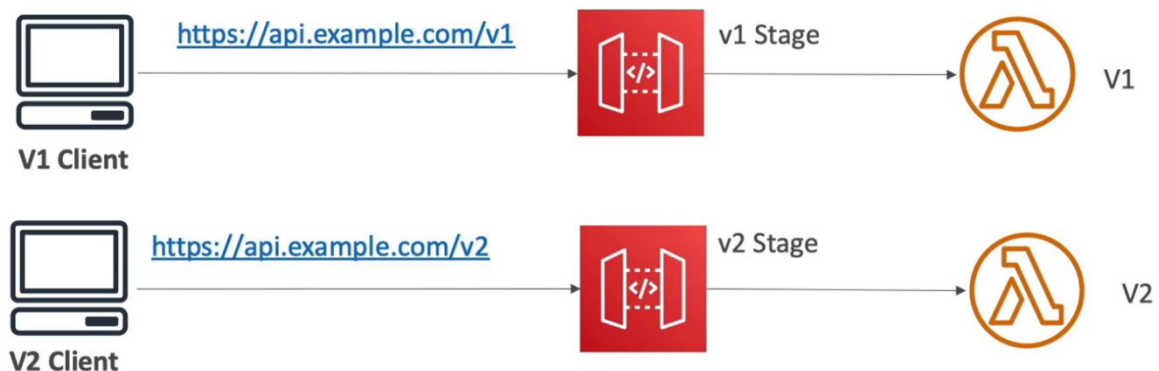 https://api.example.com/v1
v1 Stage
</>
V1
V1 Client
https://api.example.com/v2
v2 Stage
</>
V2
V2 Client